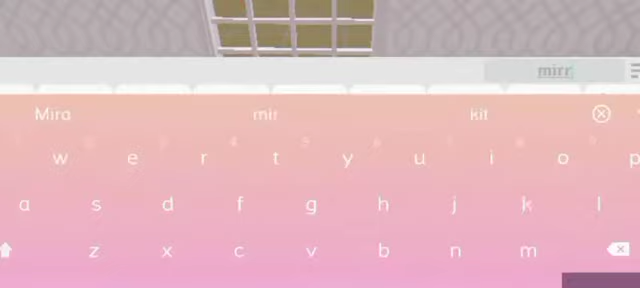 mirr
Mira mir kit
w e r t y u i o p
a s d f g h j k l
z x c v b n m